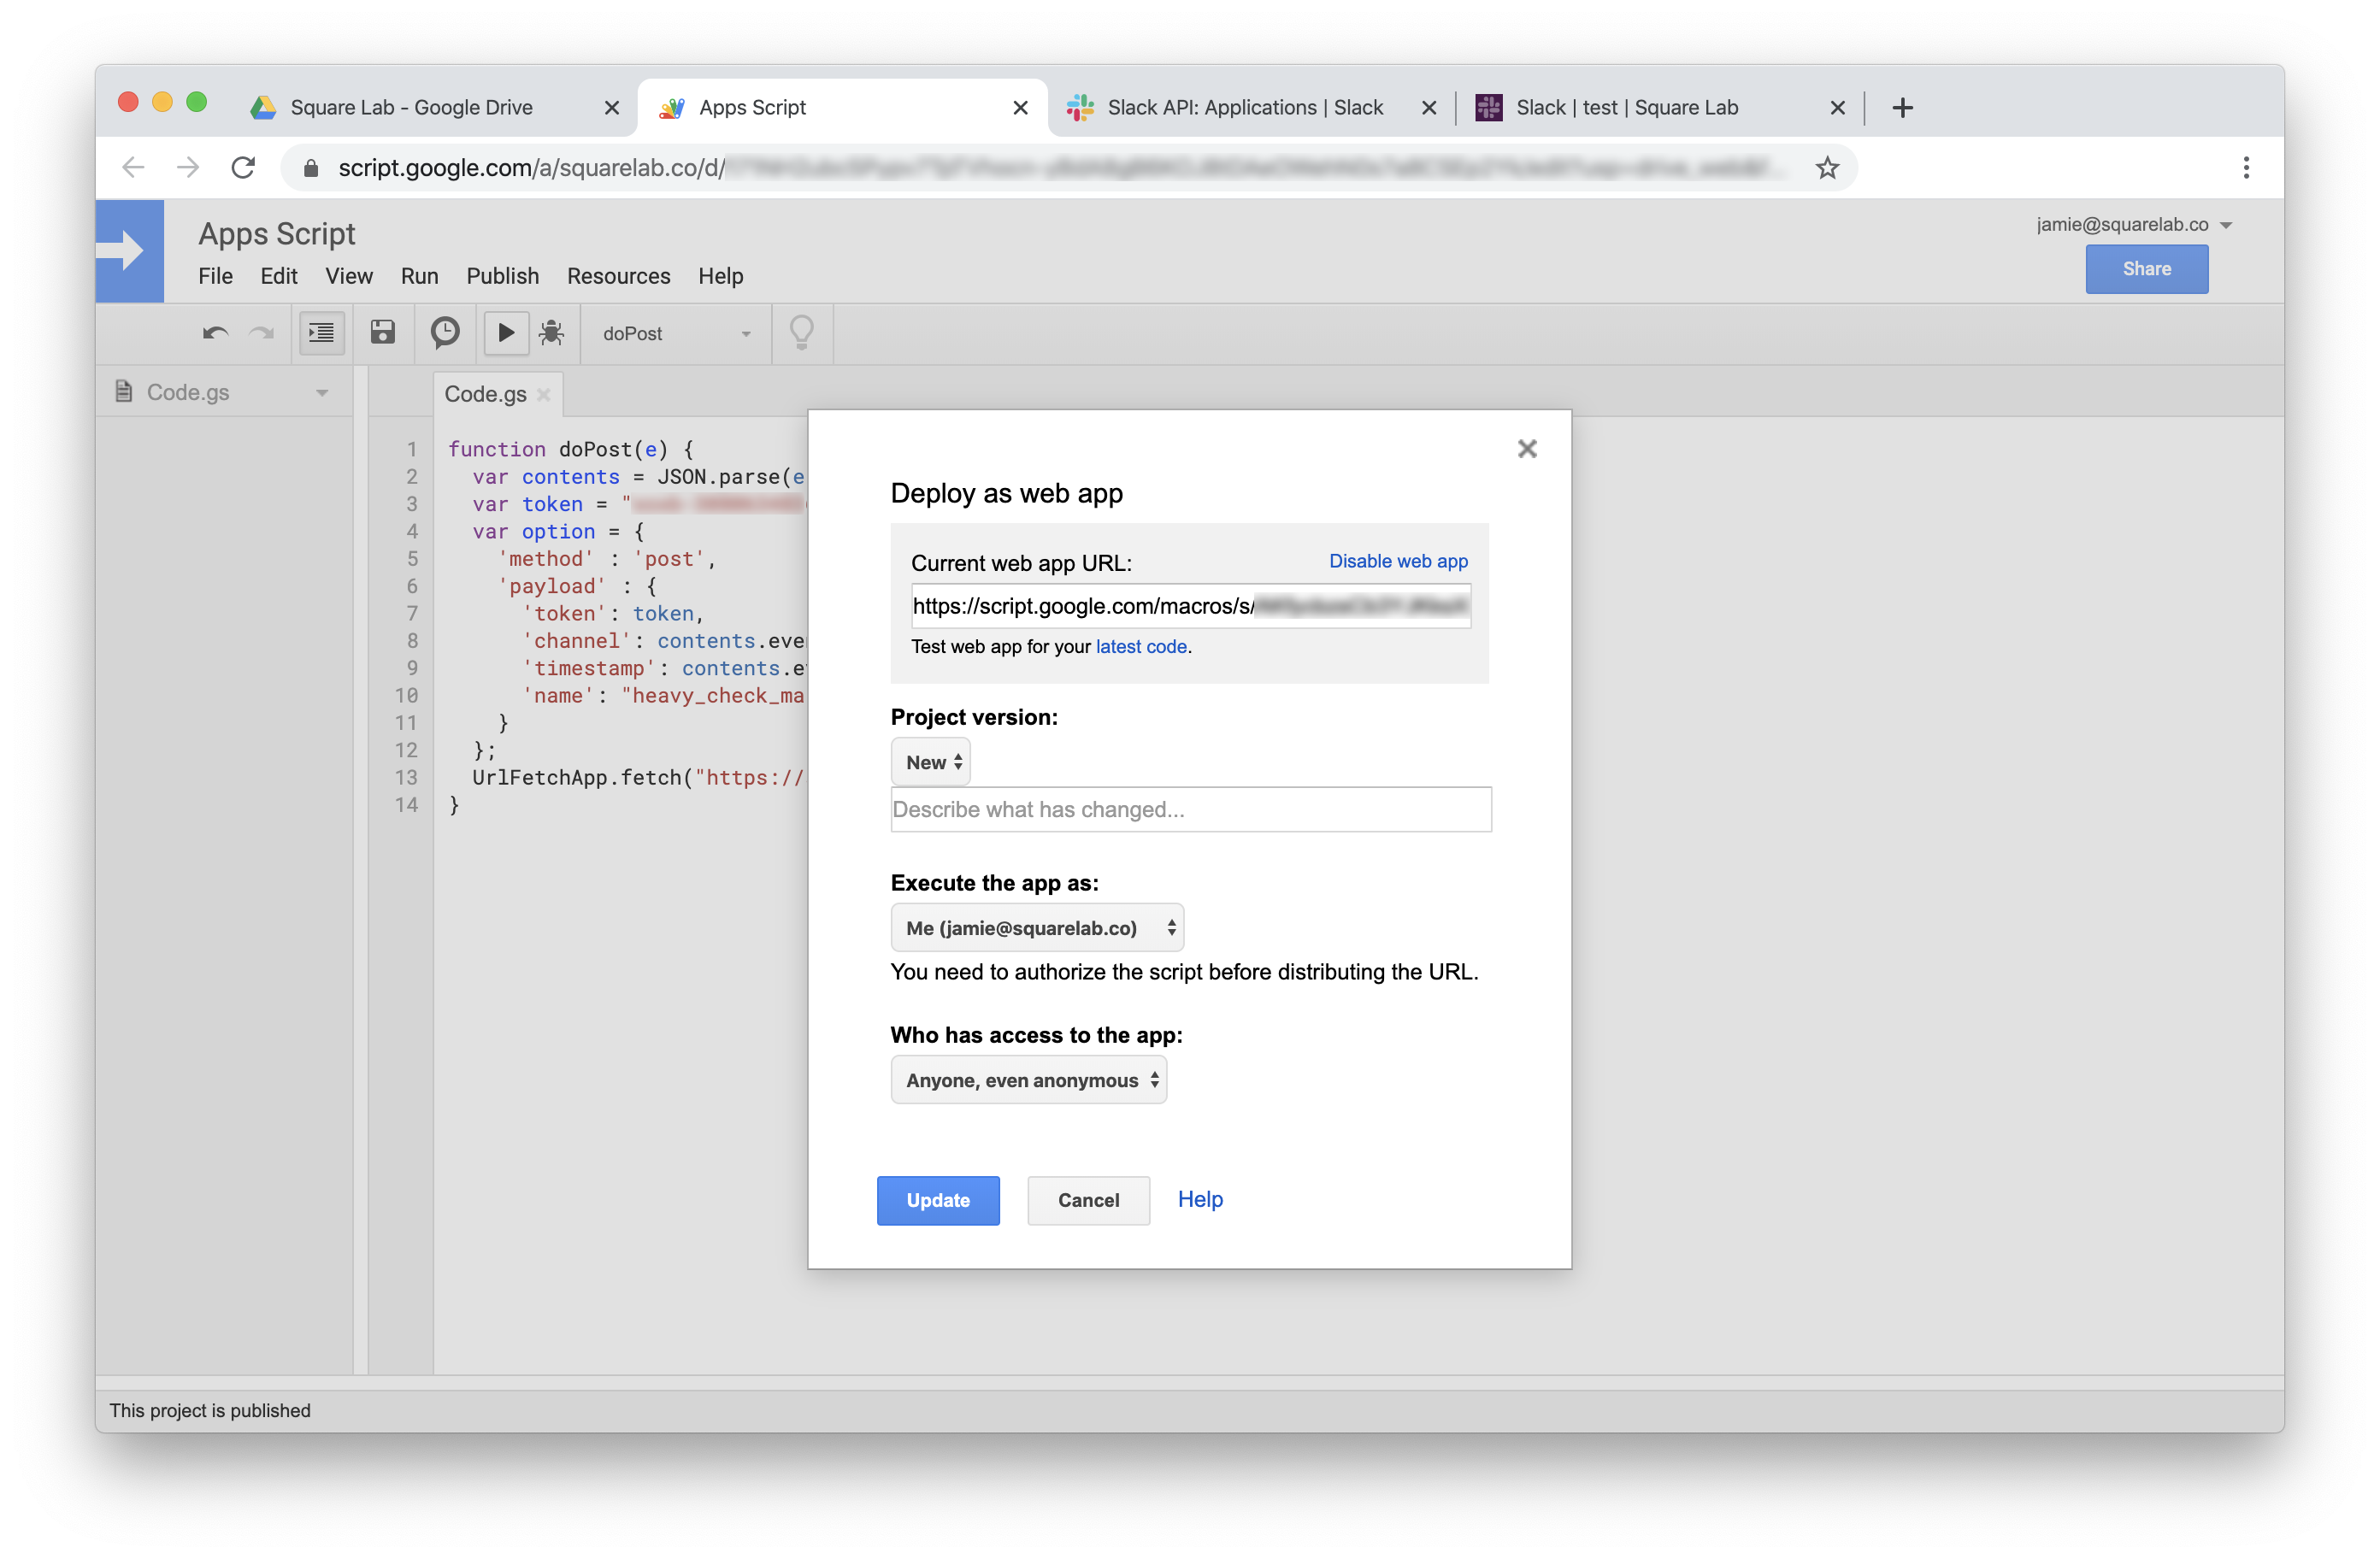 Square Lab - Google Drive
Apps Script
Slack API: Applications | Slack
Slack | test | Square Lab
script.google.com/a/squarelab.co/d/
Apps Script
jamie@squarelab.co
File Edit View Run Publish Resources Help
Share
doPost
Code.gs
Code.gs
1 function doPost(e) {
2 var contents = JSON.parse(e
3 var token = "
4 var option = {
5 'method' : 'post',
6 'payload' : {
7 'token': token,
8 'channel': contents.eve
9 'timestamp': contents.e
10 'name': "heavy_check_ma
11 }
12 };
13 UrlFetchApp.fetch("https://
14 }
Deploy as web app
Current web app URL:
Disable web app
https://script.google.com/macros/s/
Test web app for your latest code.
Project version:
New
Describe what has changed...
Execute the app as:
Me (jamie@squarelab.co)
You need to authorize the script before distributing the URL.
Who has access to the app:
Anyone, even anonymous
Update
Cancel
Help
This project is published